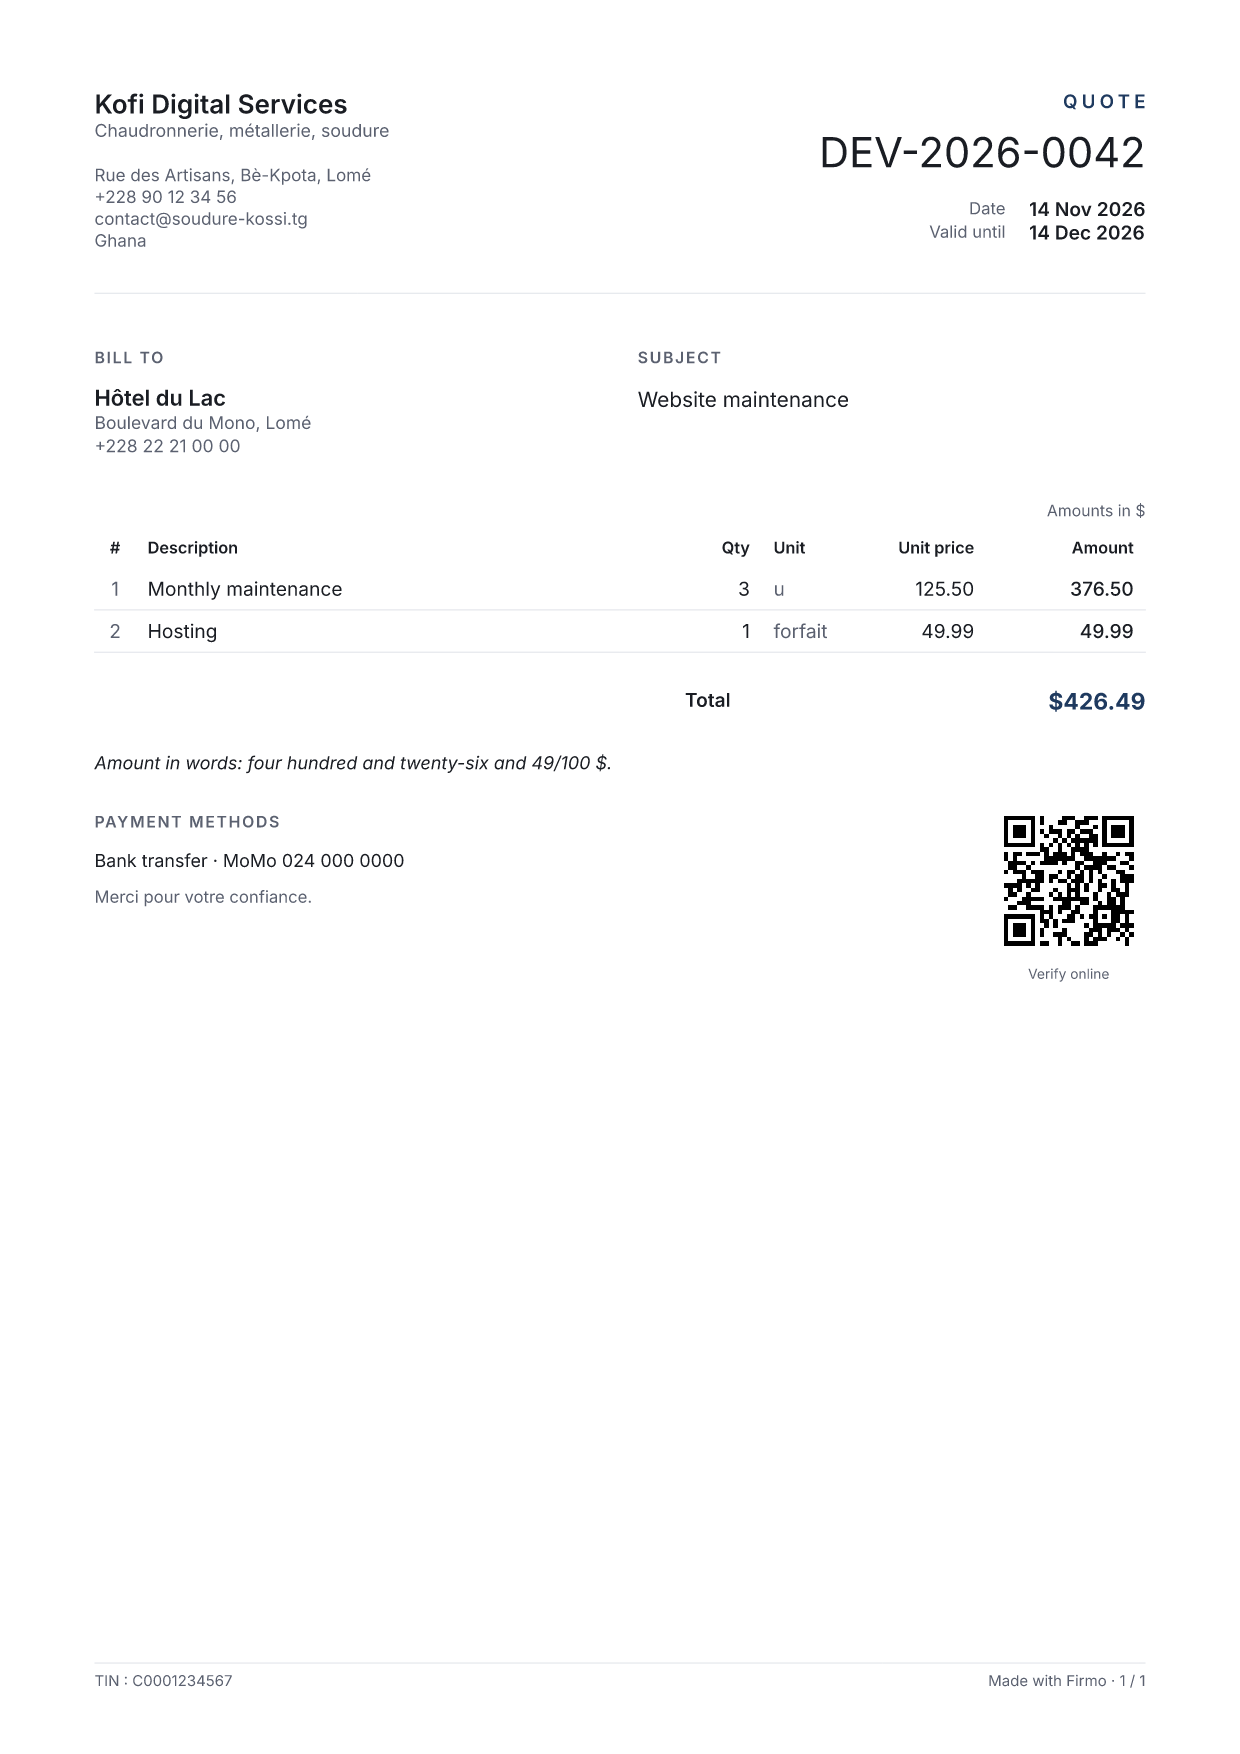 Kofi Digital Services
Chaudronnerie, métallerie, soudure
Rue des Artisans, Bè-Kpota, Lomé
+228 90 12 34 56
contact@soudure-kossi.tg
Ghana
QUOTE
DEV-2026-0042
Date 14 Nov 2026
Valid until 14 Dec 2026
BILL TO
Hôtel du Lac
Boulevard du Mono, Lomé
+228 22 21 00 00
SUBJECT
Website maintenance
Amounts in $
# Description Qty Unit Unit price Amount
1 Monthly maintenance 3 u 125.50 376.50
2 Hosting 1 forfait 49.99 49.99
Total $426.49
Amount in words: four hundred and twenty-six and 49/100 $.
PAYMENT METHODS
Bank transfer · MoMo 024 000 0000
Merci pour votre confiance.
Verify online
TIN : C0001234567
Made with Firmo · 1 / 1